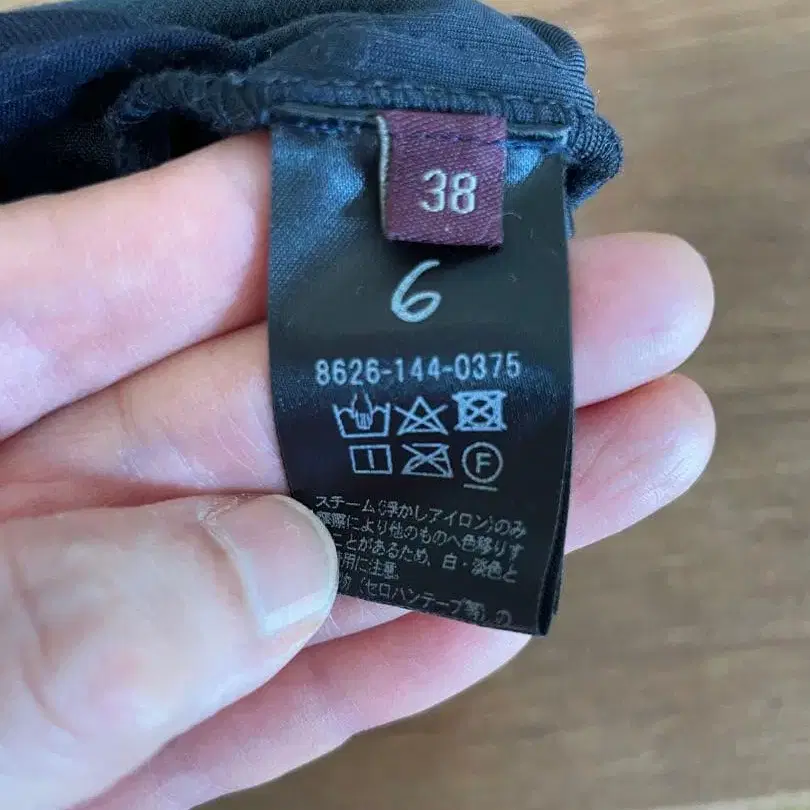 38
6
8626-144-0375
F
スチーム(浮かしアイロン)のみ
摩擦により他のものへ色移りす
ことがあるため、白・淡色と
用に注意。
(セロハンテープ等)の